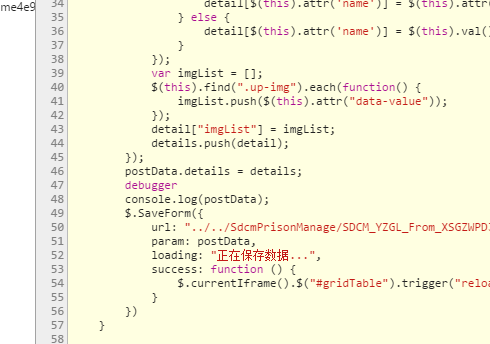 me4e9
34 detail[$(this).attr('name')] = $(this).attr
35 } else {
36 detail[$(this).attr('name')] = $(this).val()
37 }
38 });
39 var imgList = [];
40 $(this).find(".up-img").each(function() {
41 imgList.push($(this).attr("data-value"));
42 });
43 detail["imgList"] = imgList;
44 details.push(detail);
45 });
46 postData.details = details;
47 debugger
48 console.log(postData);
49 $.SaveForm({
50 url: "../../SdcmPrisonManage/SDCM_YZGL_From_XSGZWPD
51 param: postData,
52 loading: "正在保存数据...",
53 success: function () {
54 $.currentIframe().$("#gridTable").trigger("reloa
55 }
56 })
57 }
58